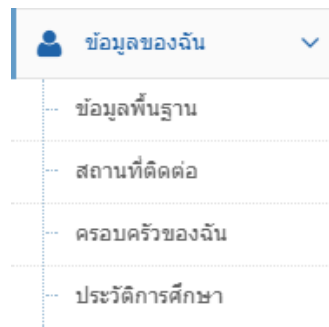 ข้อมูลของฉัน
ข้อมูลพื้นฐาน
สถานที่ติดต่อ
ครอบครัวของฉัน
ประวัติการศึกษา